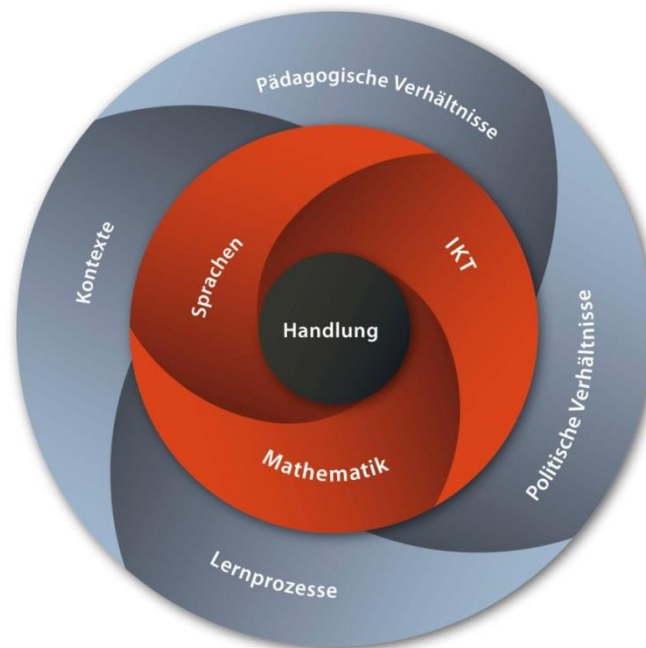 Pädagogische Verhältnisse
Kontexte
Sprachen
IKT
Handlung
Politische Verhältnisse
Mathematik
Lernprozesse